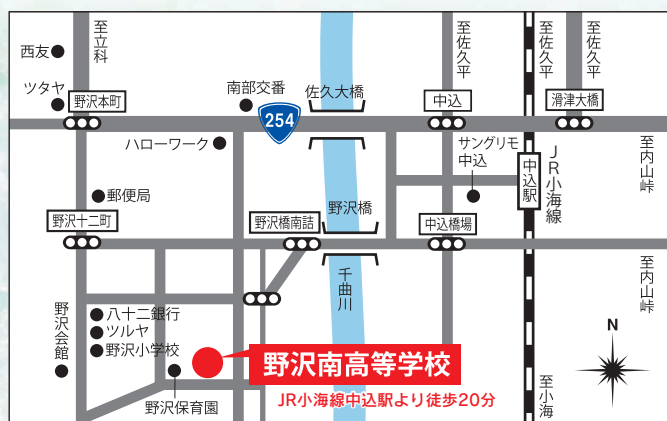 至立科
至佐久平
至佐久平
至佐久平
西友
ツタヤ
野沢本町
南部交番
佐久大橋
中込
滑津大橋
254
ハローワーク
サングリモ
中込
中込駅
JR小海線
至内山峠
郵便局
野沢十二町
野沢橋南詰
野沢橋
中込橋場
千曲川
至内山峠
野沢会館
八十二銀行
ツルヤ
野沢小学校
野沢保育園
野沢南高等学校
JR小海線中込駅より徒歩20分
N
至小海